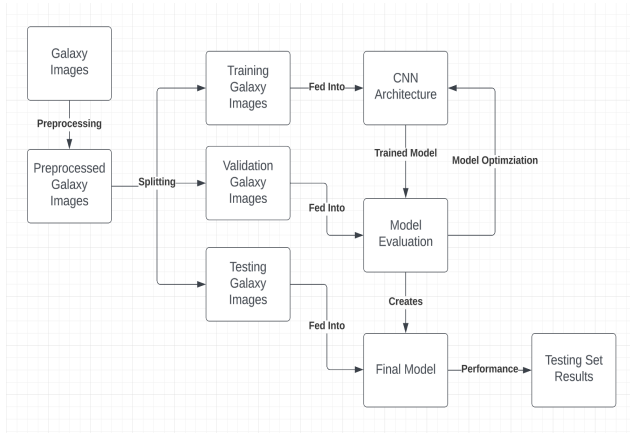 Galaxy
Images
Preprocessing
Preprocessed
Galaxy
Images
Splitting
Training
Galaxy
Images
Validation
Galaxy
Images
Testing
Galaxy
Images
Fed Into
Fed Into
Fed Into
CNN
Architecture
Trained Model
Model Optimziation
Model
Evaluation
Creates
Final Model
Performance
Testing Set
Results